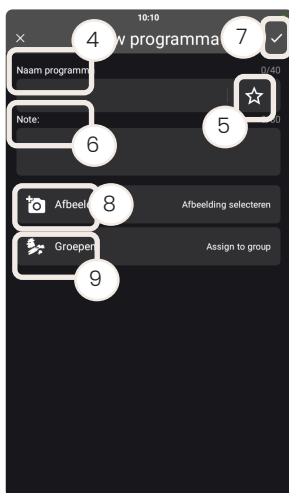 10:10
4
w programma
7
Naam programm
0/40
5
Note:
6
Afbeeld
8
Afbeelding selecteren
Groepen
Assign to group
9